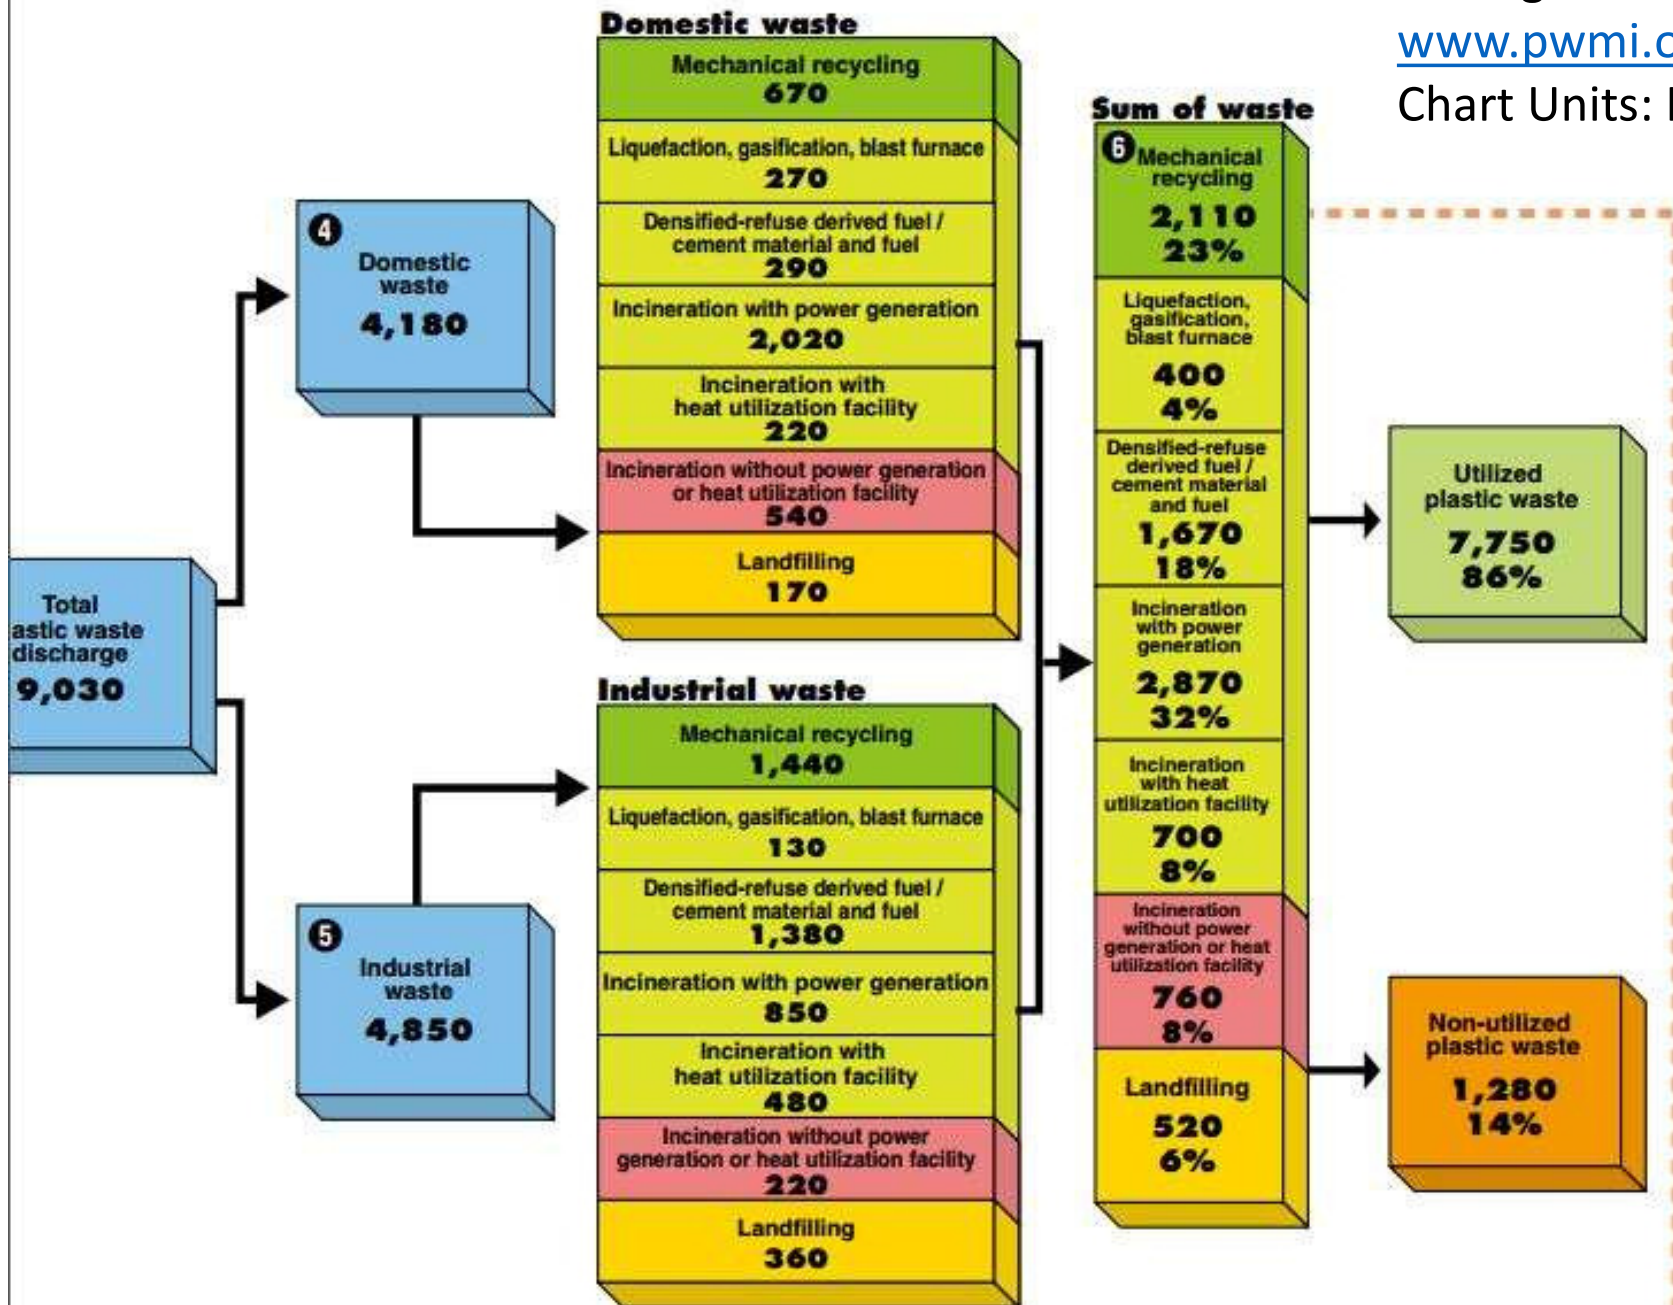 www.pwmi.
Chart Units:
Total
astic waste
discharge
9,030
4
Domestic
waste
4,180
5
Industrial
waste
4,850
Domestic waste
Mechanical recycling
670
Liquefaction, gasification, blast furnace
270
Densified-refuse derived fuel /
cement material and fuel
290
Incineration with power generation
2,020
Incineration with
heat utilization facility
220
Incineration without power generation
or heat utilization facility
540
Landfilling
170
Industrial waste
Mechanical recycling
1,440
Liquefaction, gasification, blast furnace
130
Densified-refuse derived fuel /
cement material and fuel
1,380
Incineration with power generation
850
Incineration with
heat utilization facility
480
Incineration without power
generation or heat utilization facility
220
Landfilling
360
Sum of waste
6 Mechanical
recycling
2,110
23%
Liquefaction,
gasification,
blast furnace
400
4%
Densified-refuse
derived fuel /
cement material
and fuel
1,670
18%
Incineration
with power
generation
2,870
32%
Incineration
with heat
utilization facility
700
8%
Incineration
without power
generation or heat
utilization facility
760
8%
Landfilling
520
6%
Utilized
plastic waste
7,750
86%
Non-utilized
plastic waste
1,280
14%